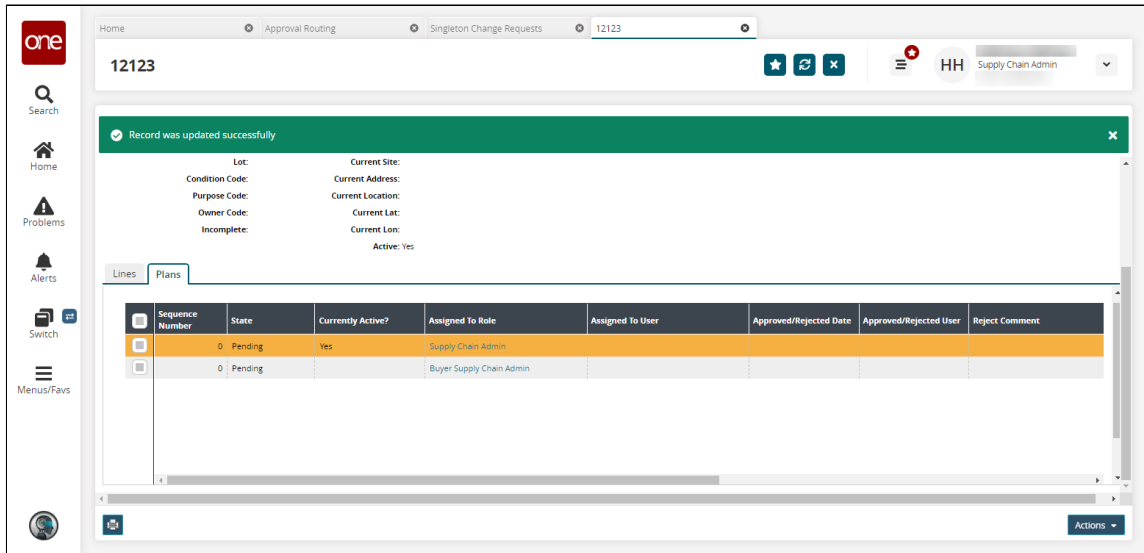 one
Home
Approval Routing
Singleton Change Requests
12123
12123
HH
Supply Chain Admin
Search
Home
Problems
Alerts
Switch
Menus/Favs
Record was updated successfully
Lot:
Current Site:
Condition Code:
Current Address:
Purpose Code:
Current Location:
Owner Code:
Current Lat:
Incomplete:
Current Lon:
Active: Yes
Lines
Plans
Sequence Number
State
Currently Active?
Assigned To Role
Assigned To User
Approved/Rejected Date
Approved/Rejected User
Reject Comment
0 Pending Yes Supply Chain Admin
0 Pending Buyer Supply Chain Admin
Actions